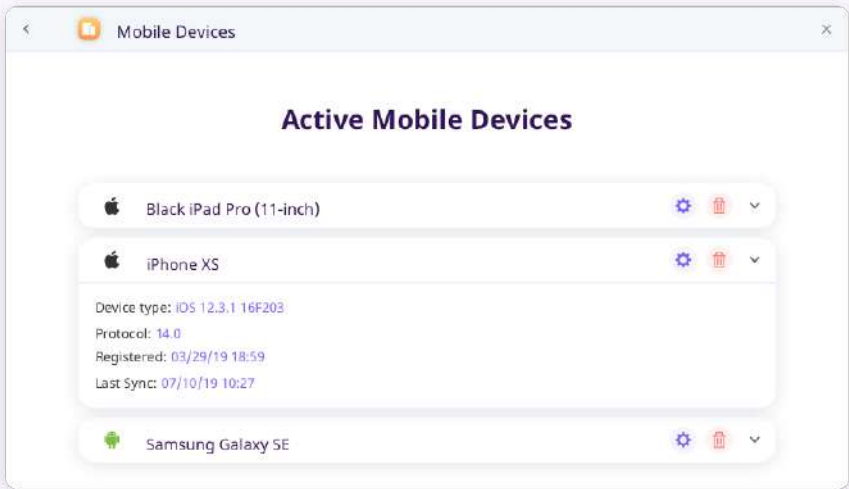 Mobile Devices
Active Mobile Devices
Black iPad Pro (11-inch)
iPhone XS
Device type: iOS 12.3.1 16F203
Protocol: 14.0
Registered: 03/29/19 18:59
Last Sync: 07/10/19 10:27
Samsung Galaxy SE